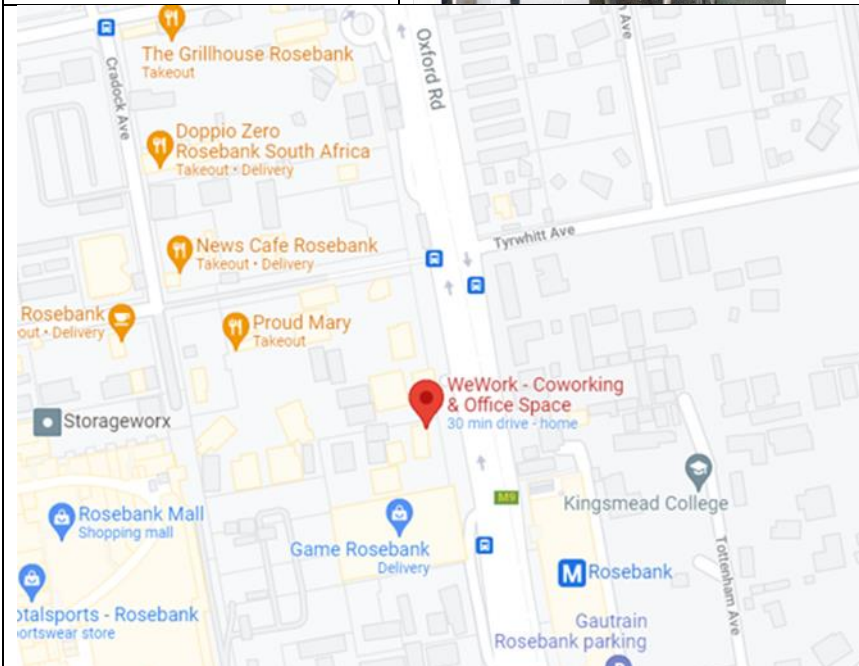 The Grillhouse Rosebank
Takeout
Oxford Rd
n Ave
Cradock Ave
Doppio Zero
Rosebank South Africa
Takeout • Delivery
Tyrwhitt Ave
News Cafe Rosebank
Takeout • Delivery
Rosebank
out • Delivery
Proud Mary
Takeout
WeWork - Coworking
& Office Space
30 min drive - home
Storageworx
M9
Kingsmead College
Rosebank Mall
Shopping mall
Game Rosebank
Delivery
M Rosebank
Tottenham Ave
otalsports - Rosebank
ortswear store
Gautrain
Rosebank parking